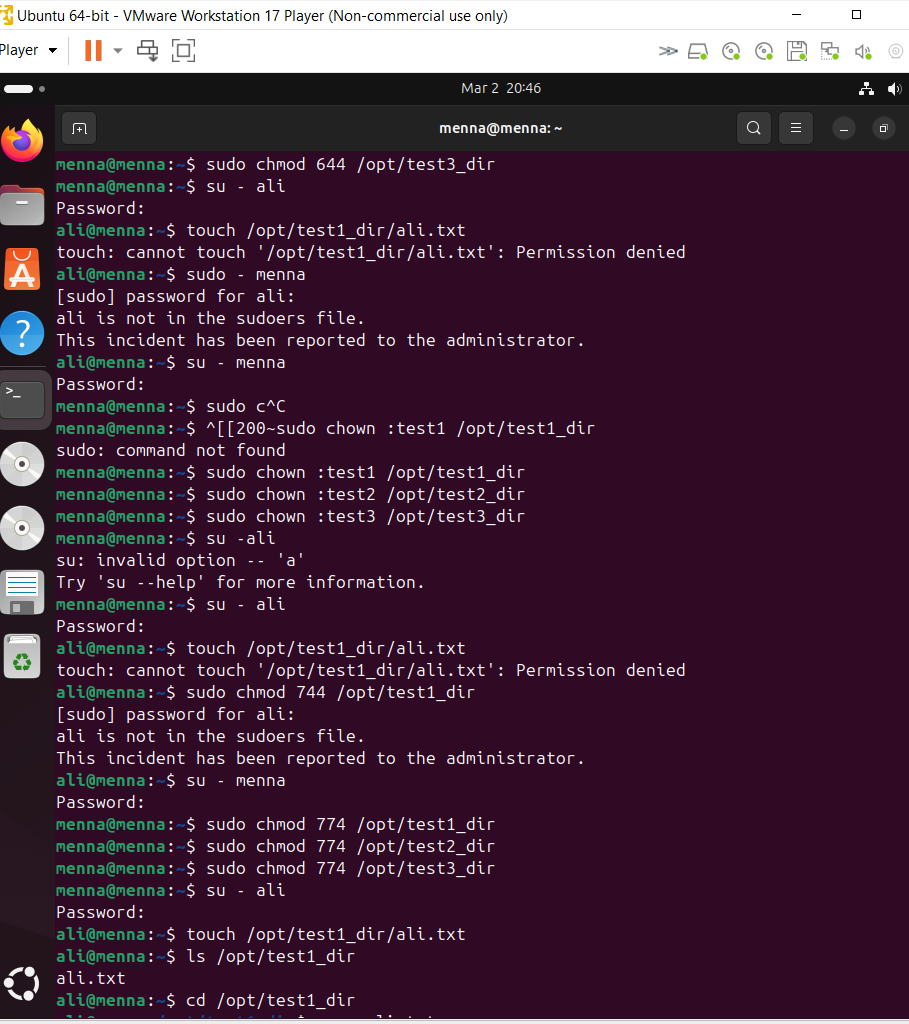 Ubuntu 64-bit - VMware Workstation 17 Player (Non-commercial use only)
Player
Mar 2 20:46
menna@menna: ~
menna@menna:~$ sudo chmod 644 /opt/test3_dir
menna@menna:~$ su - ali
Password:
ali@menna:~$ touch /opt/test1_dir/ali.txt
touch: cannot touch '/opt/test1_dir/ali.txt': Permission denied
ali@menna:~$ sudo - menna
[sudo] password for ali:
ali is not in the sudoers file.
This incident has been reported to the administrator.
ali@menna:~$ su - menna
Password:
menna@menna:~$ sudo c^C
menna@menna:~$ ^[[200~sudo chown :test1 /opt/test1_dir
sudo: command not found
menna@menna:~$ sudo chown :test1 /opt/test1_dir
menna@menna:~$ sudo chown :test2 /opt/test2_dir
menna@menna:~$ sudo chown :test3 /opt/test3_dir
menna@menna:~$ su -ali
su: invalid option -- 'a'
Try 'su --help' for more information.
menna@menna:~$ su - ali
Password:
ali@menna:~$ touch /opt/test1_dir/ali.txt
touch: cannot touch '/opt/test1_dir/ali.txt': Permission denied
ali@menna:~$ sudo chmod 744 /opt/test1_dir
[sudo] password for ali:
ali is not in the sudoers file.
This incident has been reported to the administrator.
ali@menna:~$ su - menna
Password:
menna@menna:~$ sudo chmod 774 /opt/test1_dir
menna@menna:~$ sudo chmod 774 /opt/test2_dir
menna@menna:~$ sudo chmod 774 /opt/test3_dir
menna@menna:~$ su - ali
Password:
ali@menna:~$ touch /opt/test1_dir/ali.txt
ali@menna:~$ ls /opt/test1_dir
ali.txt
ali@menna:~$ cd /opt/test1_dir